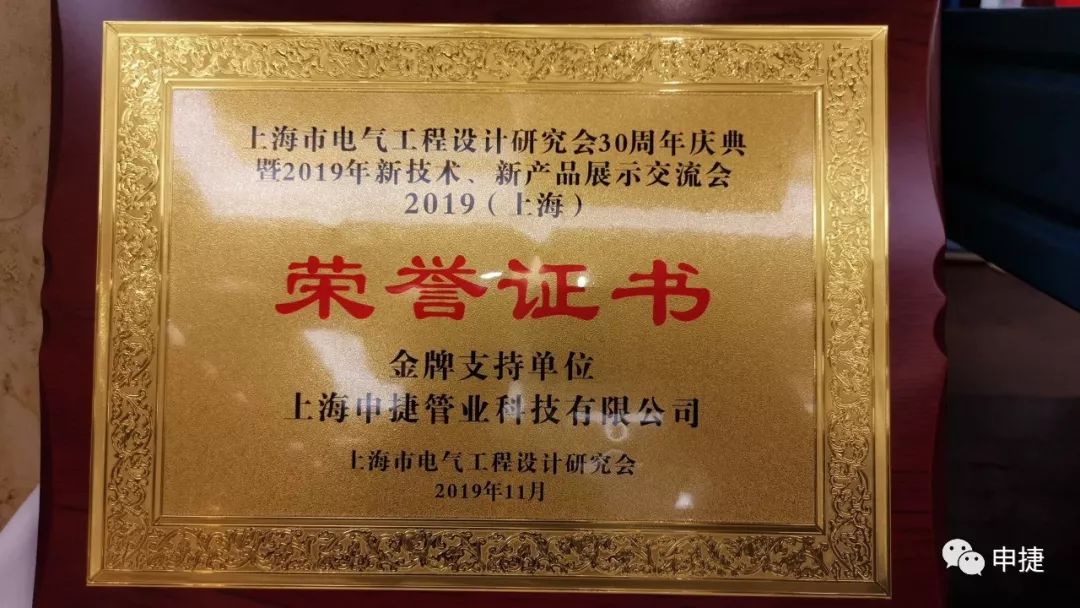 上海市电气工程设计研究会30周年庆典
暨2019年新技术、新产品展示交流会
2019（上海）
荣誉证书
金牌支持单位
上海申捷管业科技有限公司
上海市电气工程设计研究会
2019年11月
申捷